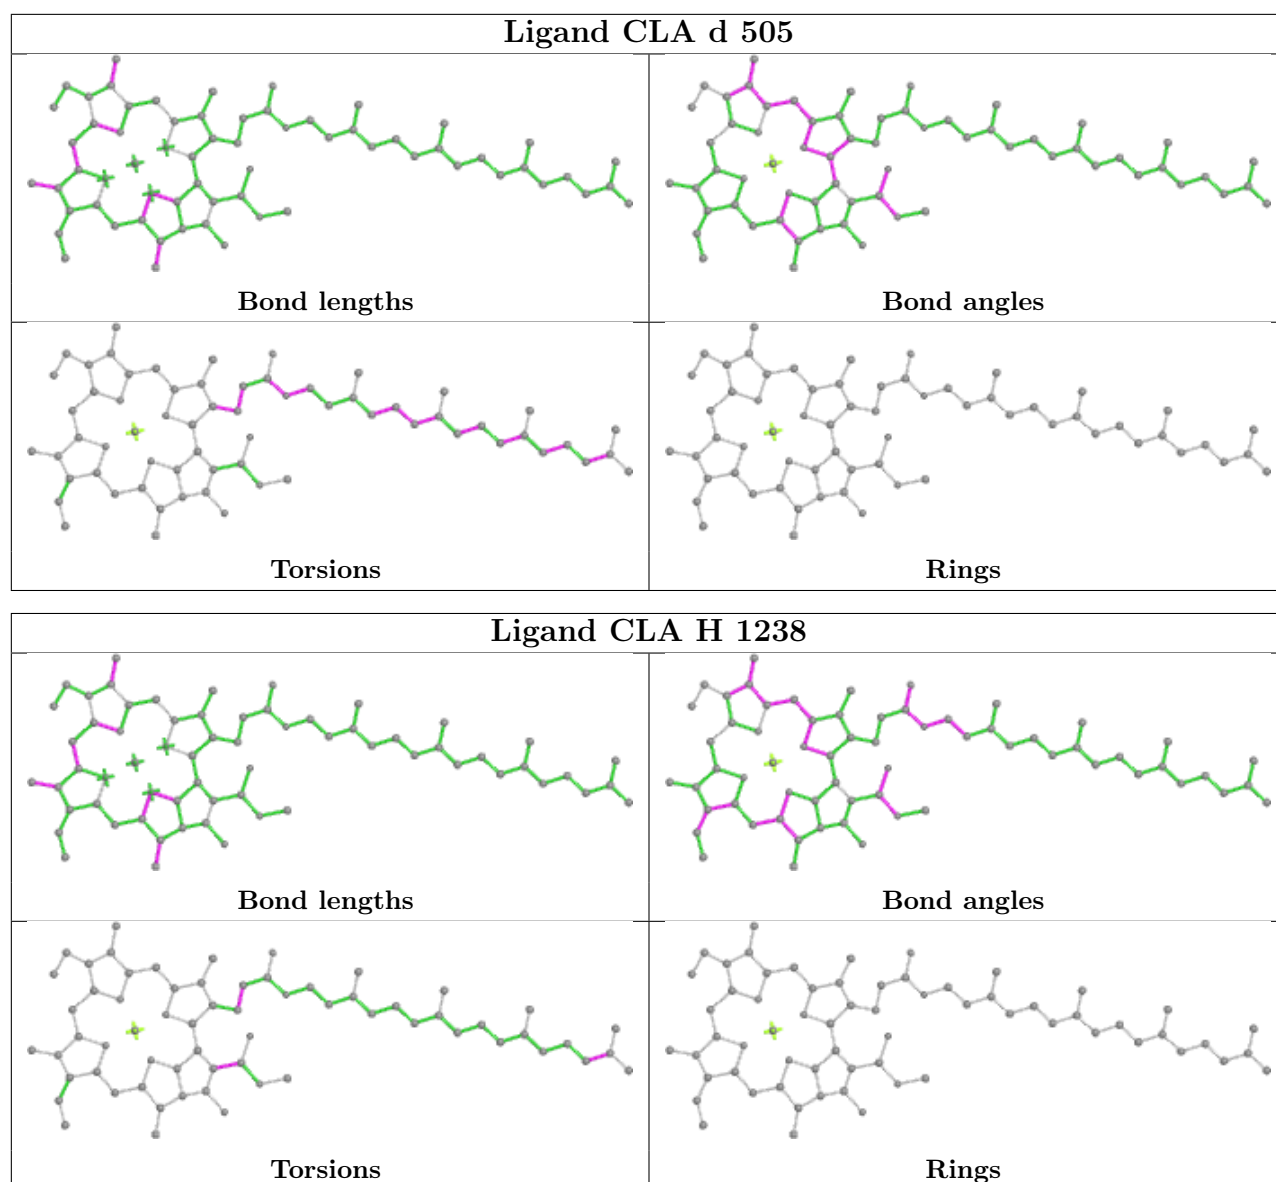 Ligand CLA d 505
Bond lengths
Bond angles
Torsions
Rings
Ligand CLA H 1238
Bond lengths
Bond angles
Torsions
Rings